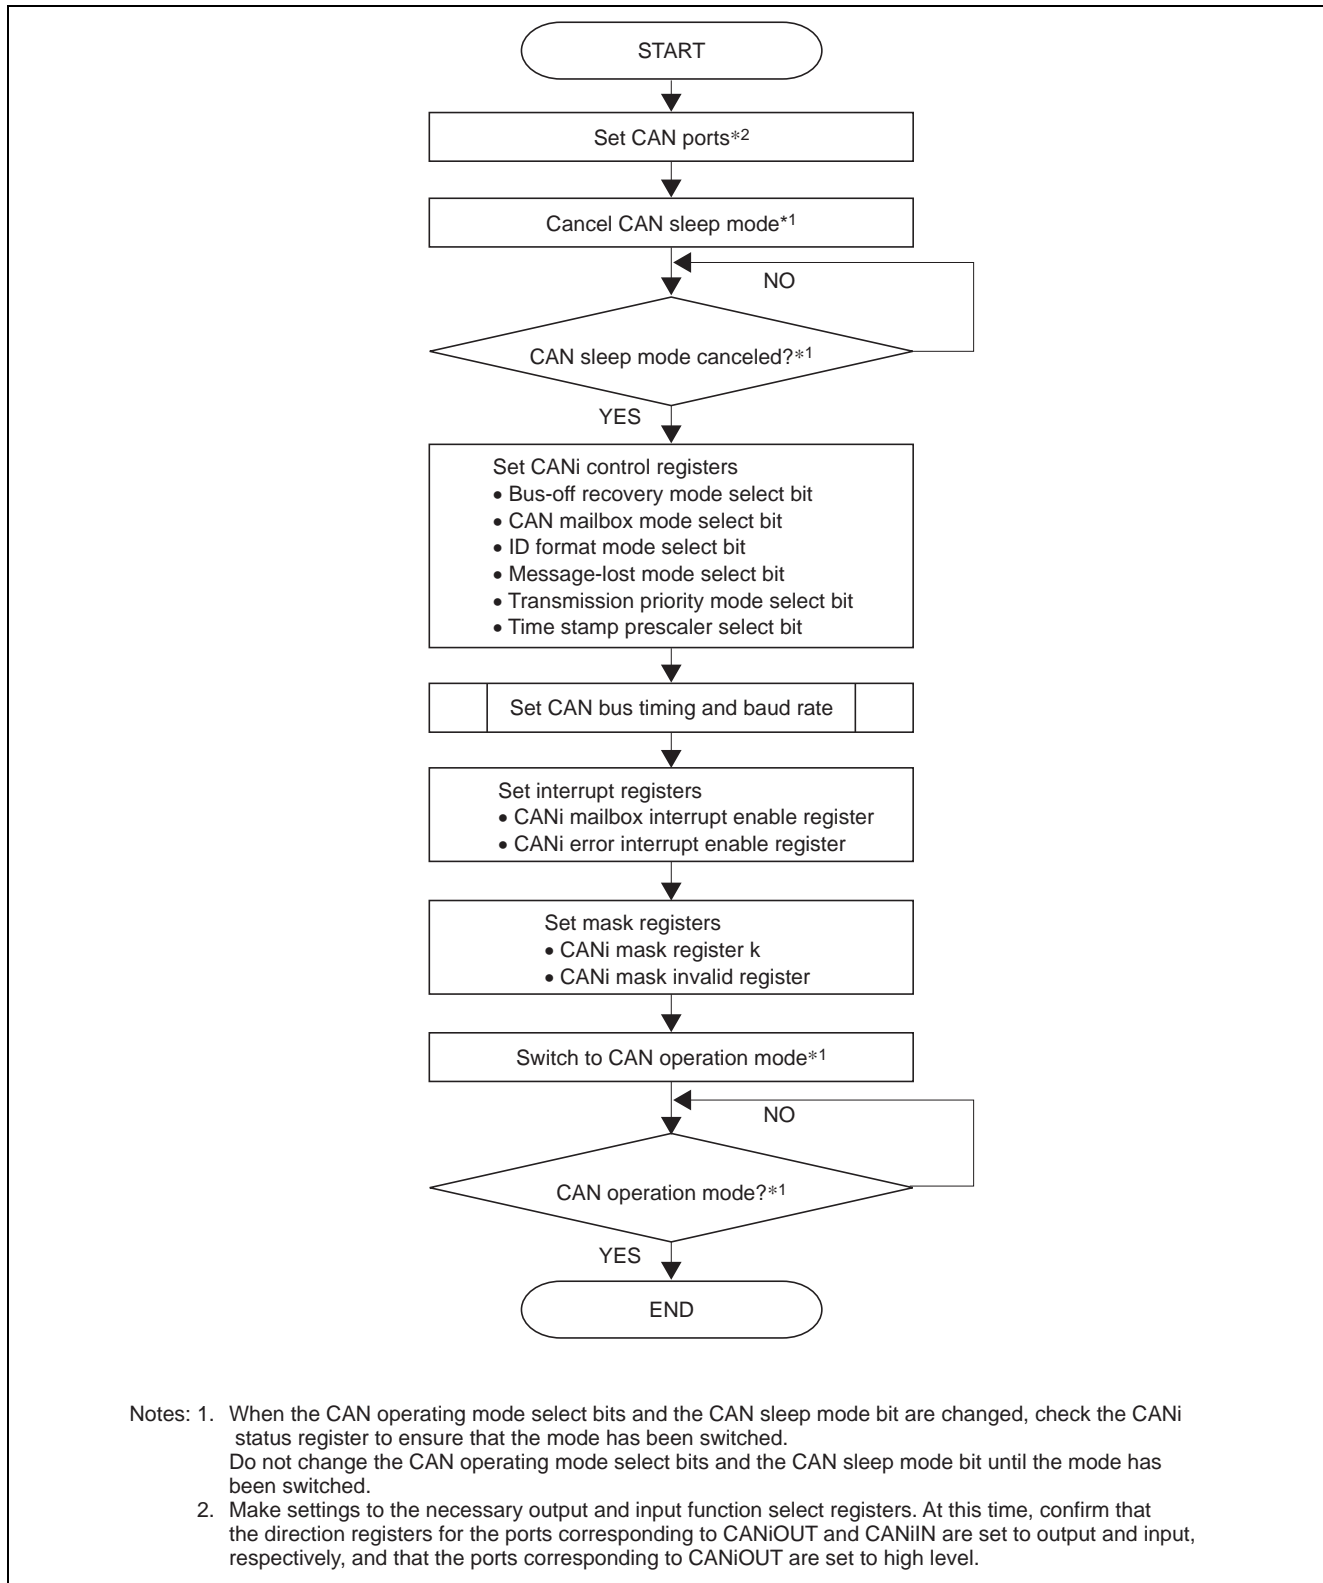 START
Set CAN ports*2
Cancel CAN sleep mode*1
NO
CAN sleep mode canceled?*1
YES
Set CANi control registers
• Bus-off recovery mode select bit
• CAN mailbox mode select bit
• ID format mode select bit
• Message-lost mode select bit
• Transmission priority mode select bit
• Time stamp prescaler select bit
Set CAN bus timing and baud rate
Set interrupt registers
• CANi mailbox interrupt enable register
• CANi error interrupt enable register
Set mask registers
• CANi mask register k
• CANi mask invalid register
Switch to CAN operation mode*1
NO
CAN operation mode?*1
YES
END
Notes: 1. When the CAN operating mode select bits and the CAN sleep mode bit are changed, check the CANi
status register to ensure that the mode has been switched.
Do not change the CAN operating mode select bits and the CAN sleep mode bit until the mode has
been switched.
2. Make settings to the necessary output and input function select registers. At this time, confirm that
the direction registers for the ports corresponding to CANiOUT and CANiIN are set to output and input,
respectively, and that the ports corresponding to CANiOUT are set to high level.